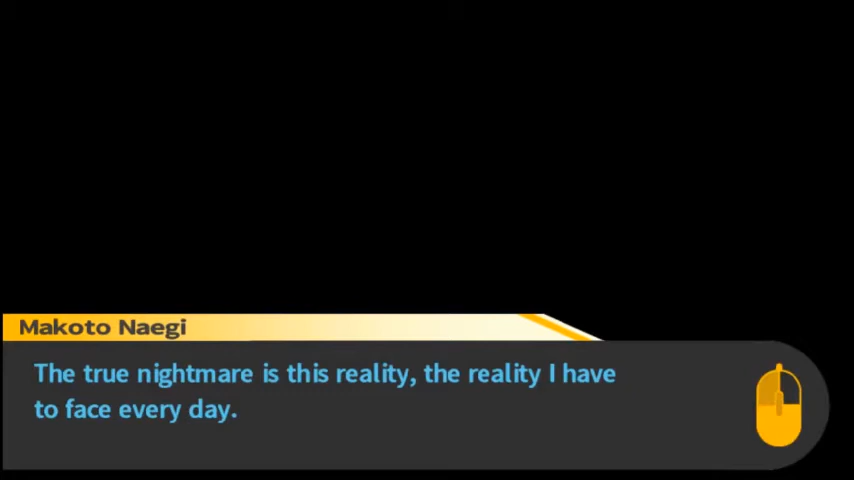 Makoto Naegi
The true nightmare is this reality, the reality I have
to face every day.